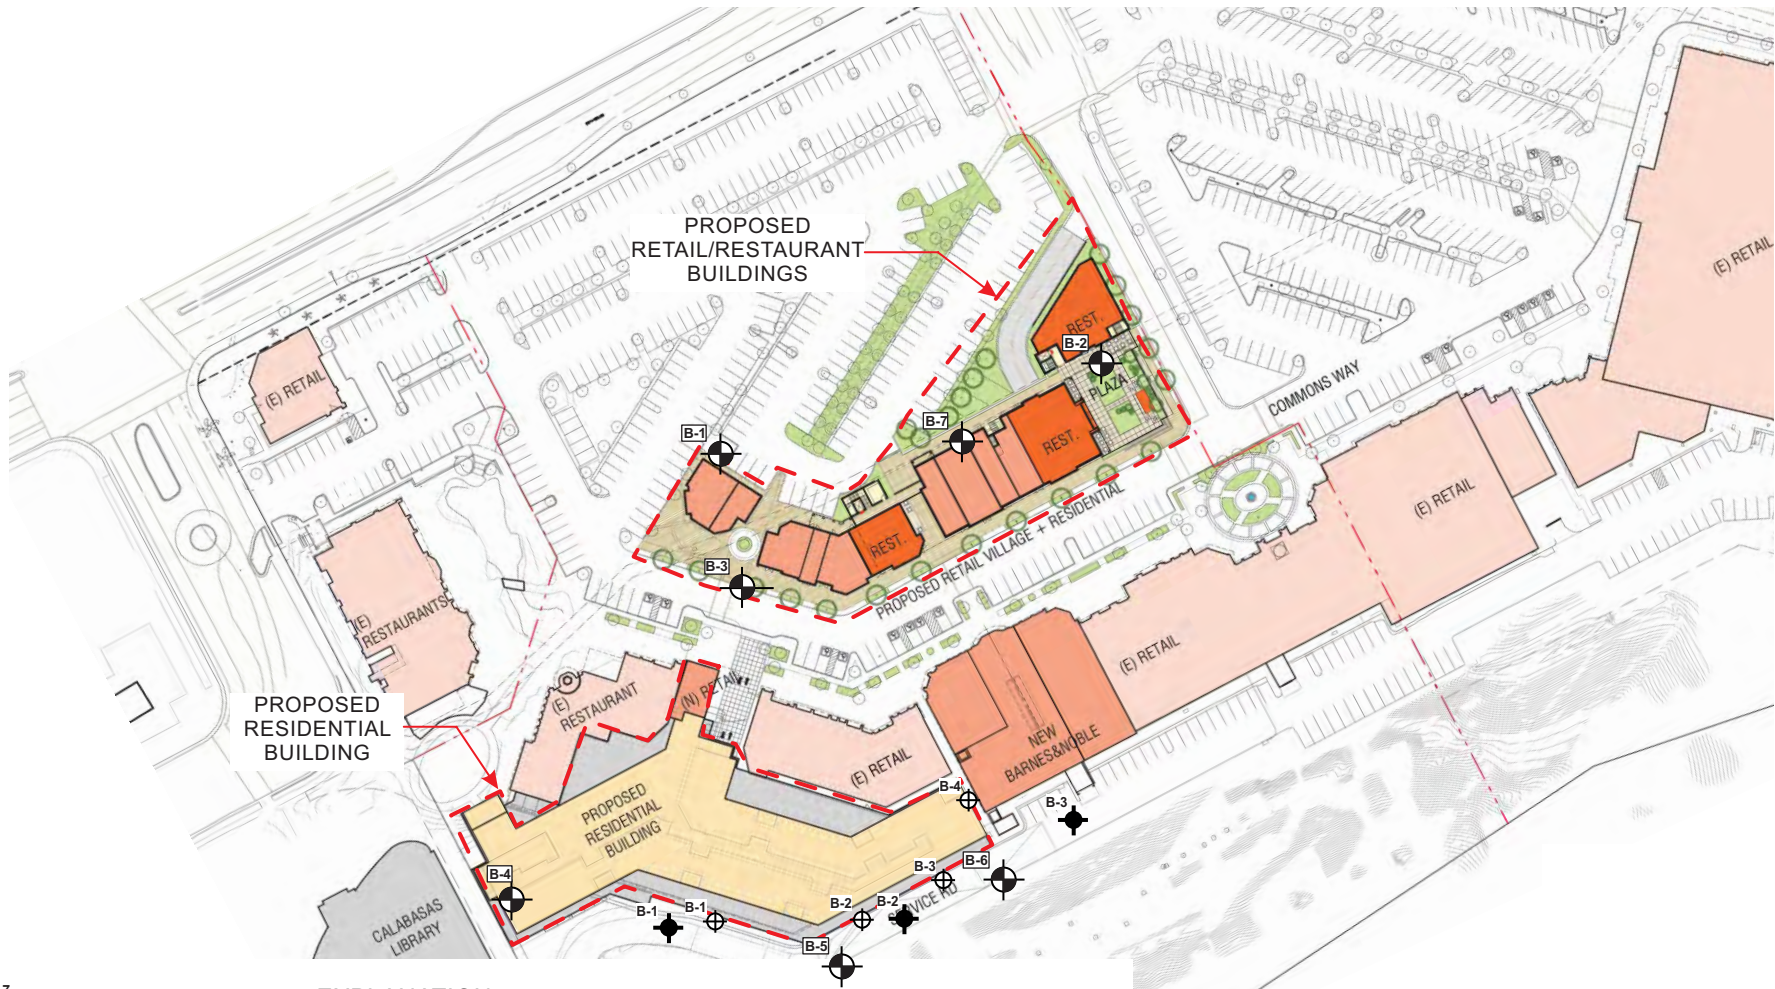 PROPOSED
RETAIL/RESTAURANT
BUILDINGS
(E) RETAIL
REST.
B-2
PLAZA
(E) RETAIL
COMMONS WAY
B-7
B-1
REST.
REST.
B-3
PROPOSED RETAIL VILLAGE + RESIDENTIAL
(E) RETAIL
(E)
RESTAURANTS
(E) RETAIL
PROPOSED
RESIDENTIAL
BUILDING
(E)
RESTAURANT
(N) RETAIL
(E) RETAIL
NEW
BARNES&NOBLE
PROPOSED
RESIDENTIAL
BUILDING
B-4
B-3
B-4
B-3
B-6
SERVICE RD
B-1
B-1
B-2
B-2
B-5
CALABASAS
LIBRARY